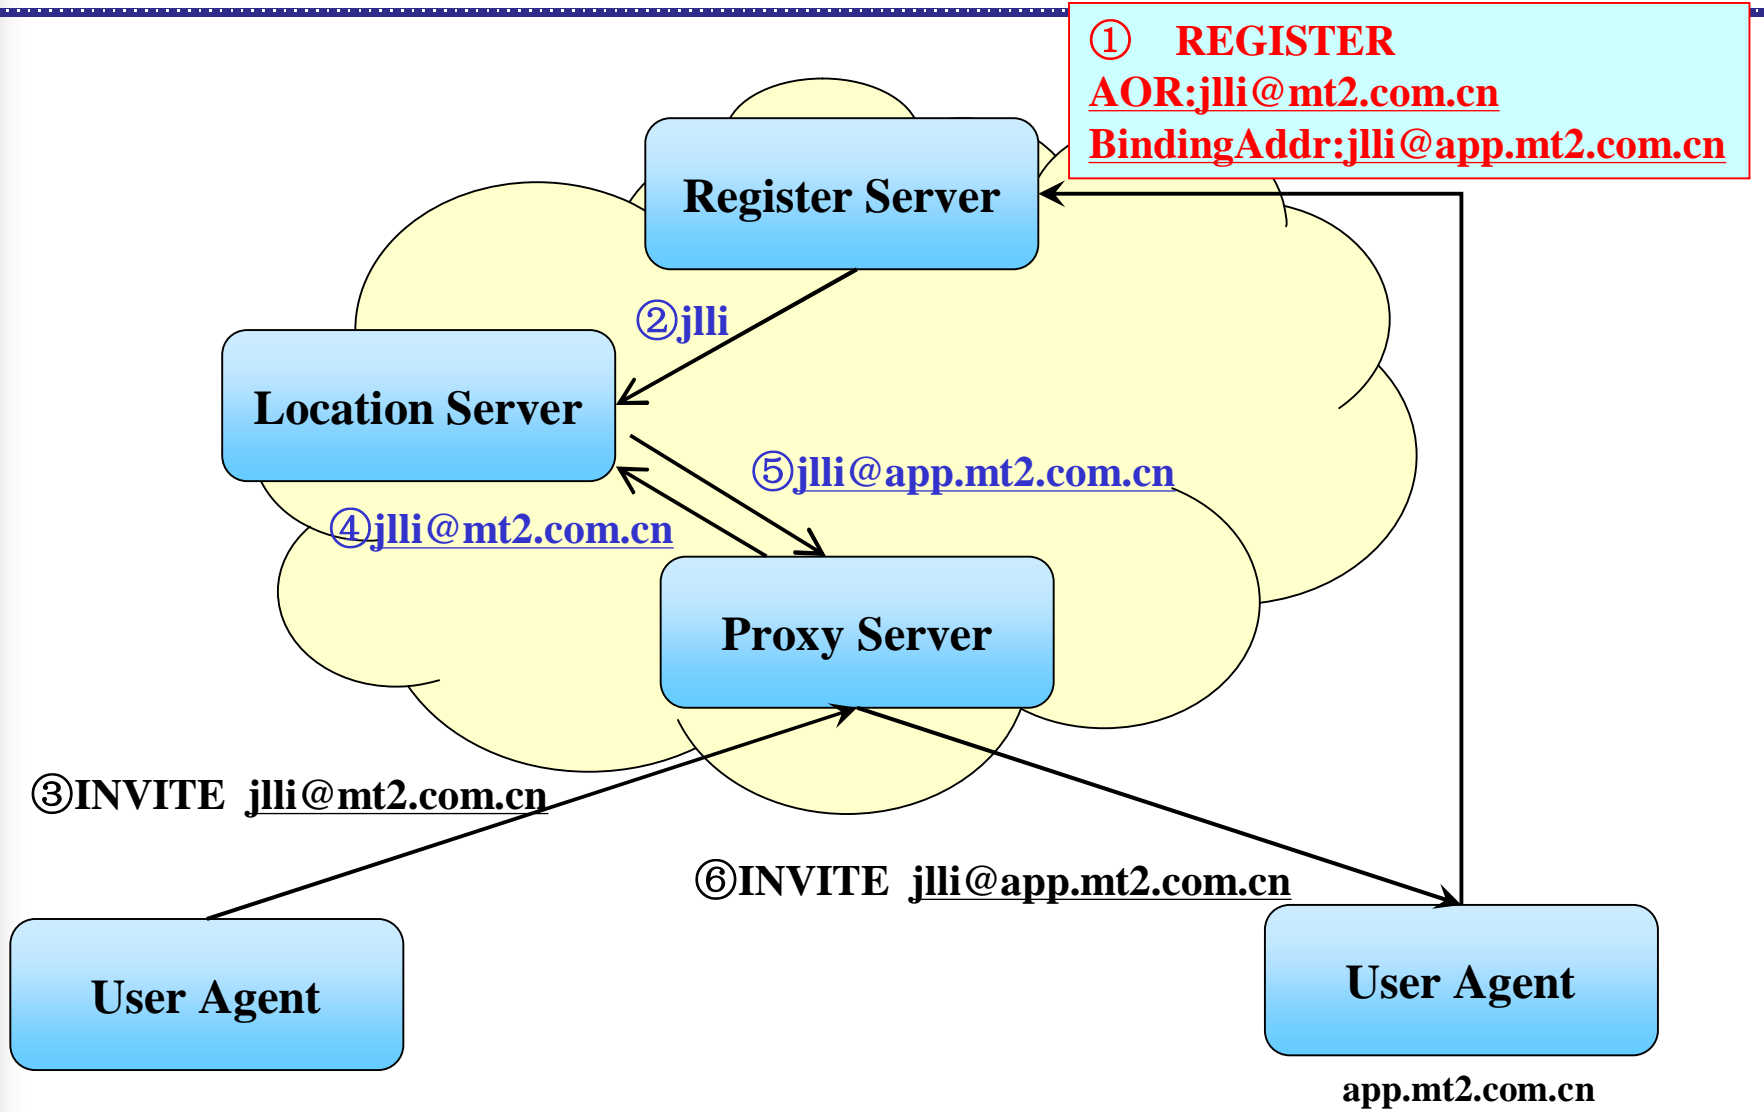 ① REGISTER
AOR:jlli@mt2.com.cn
BindingAddr:jlli@app.mt2.com.cn
Register Server
②jlli
Location Server
⑤jlli@app.mt2.com.cn
④jlli@mt2.com.cn
Proxy Server
③INVITE jlli@mt2.com.cn
⑥INVITE jlli@app.mt2.com.cn
User Agent
User Agent
app.mt2.com.cn